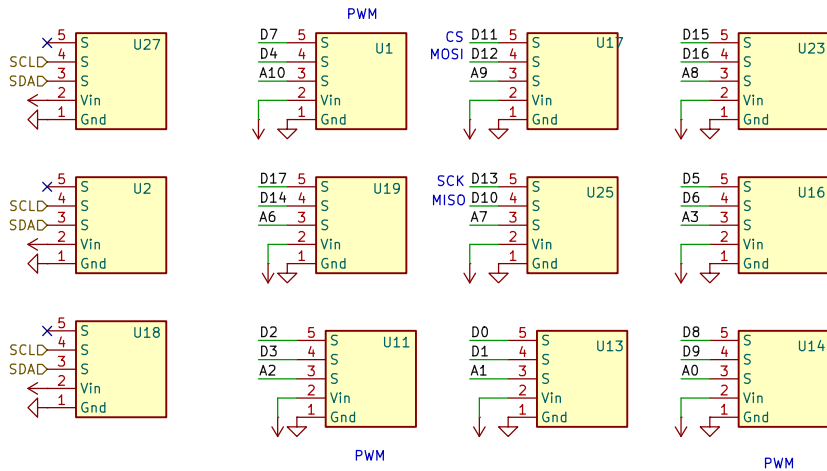 PWM
5 S U27
SCL 4 S
SDA 3 S
2 Vin
1 Gnd
D7 5 S U1
D4 4 S
A10 3 S
2 Vin
1 Gnd
CS D11 5 S U17
MOSI D12 4 S
A9 3 S
2 Vin
1 Gnd
D15 5 S U23
D16 4 S
A8 3 S
2 Vin
1 Gnd
5 S U2
SCL 4 S
SDA 3 S
2 Vin
1 Gnd
D17 5 S U19
D14 4 S
A6 3 S
2 Vin
1 Gnd
SCK D13 5 S U25
MISO D10 4 S
A7 3 S
2 Vin
1 Gnd
D5 5 S U16
D6 4 S
A3 3 S
2 Vin
1 Gnd
5 S U18
SCL 4 S
SDA 3 S
2 Vin
1 Gnd
D2 5 S U11
D3 4 S
A2 3 S
2 Vin
1 Gnd
D0 5 S U13
D1 4 S
A1 3 S
2 Vin
1 Gnd
D8 5 S U14
D9 4 S
A0 3 S
2 Vin
1 Gnd
PWM
PWM